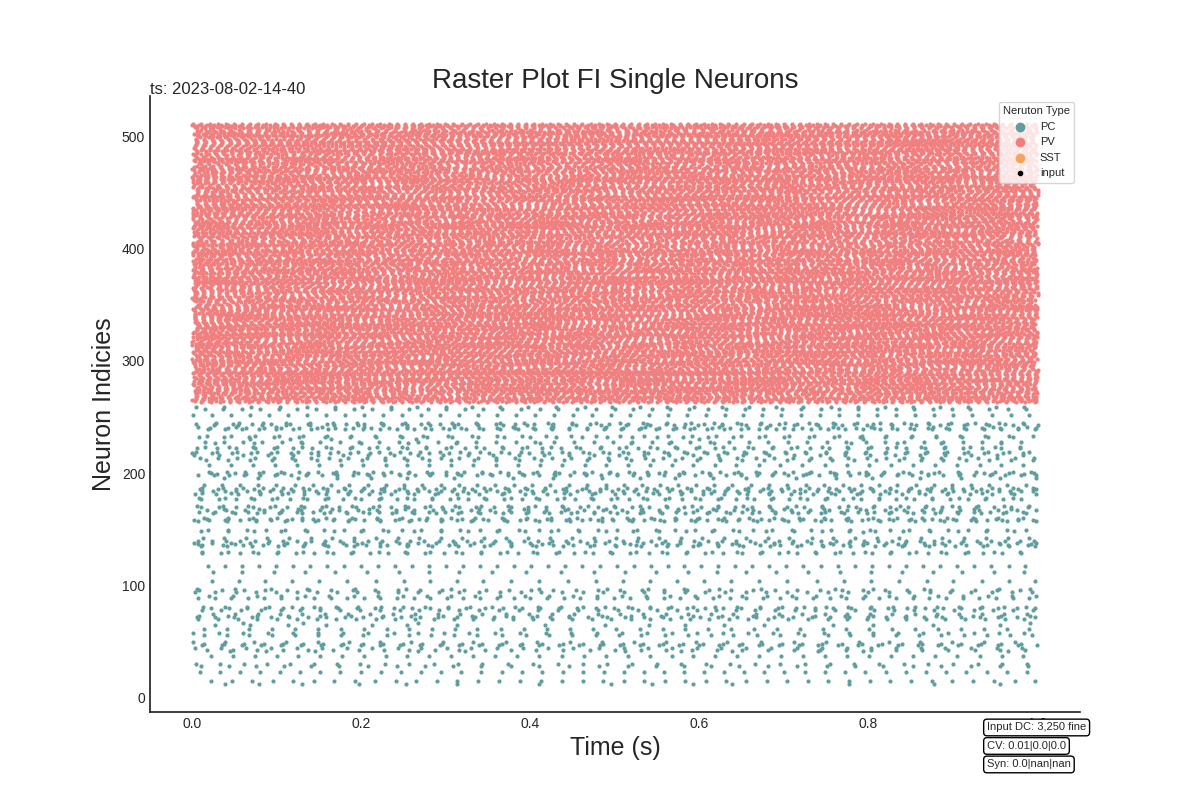 Raster Plot FI Single Neurons
ts: 2023-08-02-14-40
Neruton Type
PC
PV
SST
input
500
400
300
200
100
0
Neuron Indicies
0.0 0.2 0.4 0.6 0.8
Time (s)
Input DC: 3,250 fine
CV: 0.01|0.0|0.0
Syn: 0.0|nan|nan